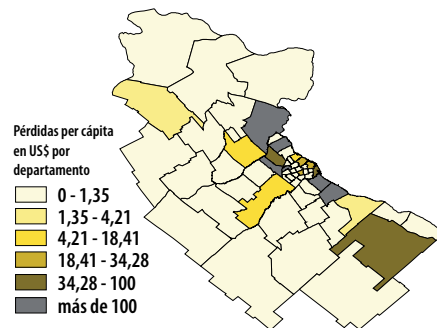 Pérdidas per cápita
en US$ por
departamento
0 - 1,35
1,35 - 4,21
4,21 - 18,41
18,41 - 34,28
34,28 - 100
más de 100